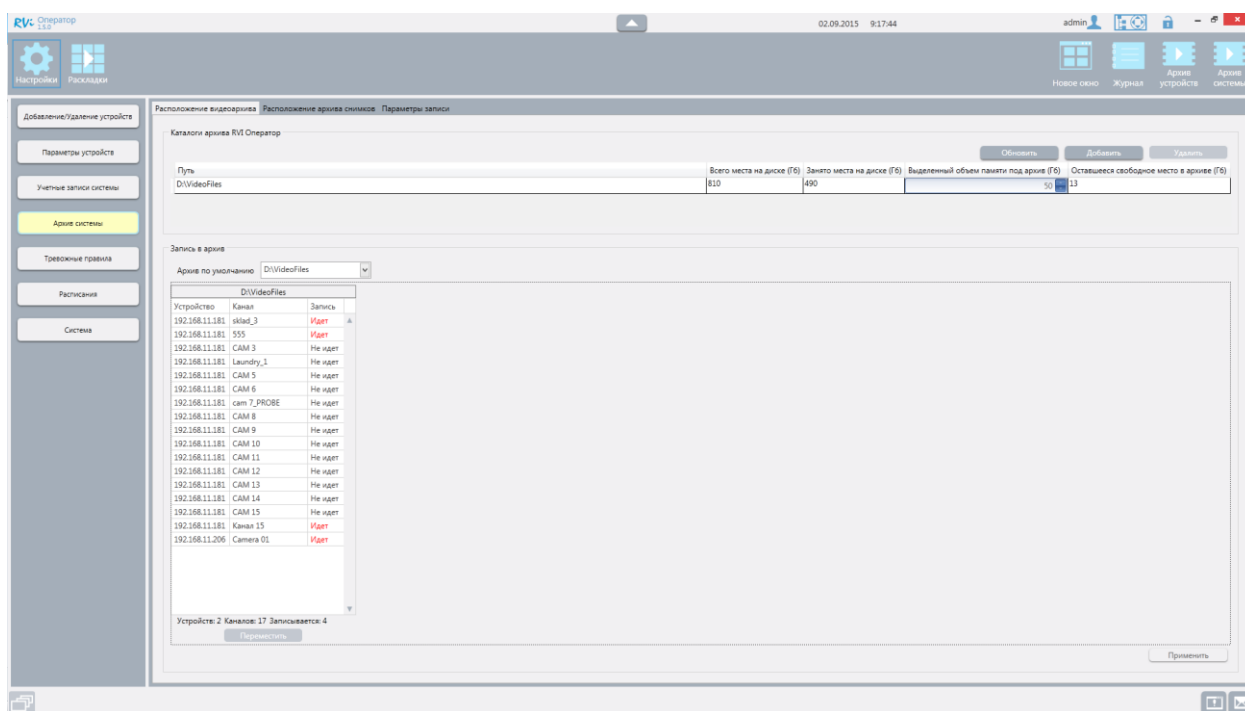 RVi Оператор
1.5.0
02.09.2015 9:17:44
admin
Настройки
Раскладки
Новое окно
Журнал
Архив устройств
Архив системы
Добавление/Удаление устройств
Параметры устройств
Учетные записи системы
Архив системы
Тревожные правила
Расписания
Система
Расположение видеоархива Расположение архива снимков Параметры записи
Каталоги архива RVI Оператор
Обновить Добавить Удалить
Путь Всего места на диске (Гб) Занято места на диске (Гб) Выделенный объем памяти под архив (Гб) Оставшееся свободное место в архиве (Гб)
D:\VideoFiles 810 490 50 13
Запись в архив
Архив по умолчанию D:\VideoFiles
D:\VideoFiles
Устройство Канал Запись
192.168.11.181 sklad_3 Идет
192.168.11.181 555 Идет
192.168.11.181 CAM 3 Не идет
192.168.11.181 Laundry_1 Не идет
192.168.11.181 CAM 5 Не идет
192.168.11.181 CAM 6 Не идет
192.168.11.181 cam 7_PROBE Не идет
192.168.11.181 CAM 8 Не идет
192.168.11.181 CAM 9 Не идет
192.168.11.181 CAM 10 Не идет
192.168.11.181 CAM 11 Не идет
192.168.11.181 CAM 12 Не идет
192.168.11.181 CAM 13 Не идет
192.168.11.181 CAM 14 Не идет
192.168.11.181 CAM 15 Не идет
192.168.11.181 Канал 15 Идет
192.168.11.206 Camera 01 Идет
Устройств: 2 Каналов: 17 Записывается: 4
Переместить
Применить